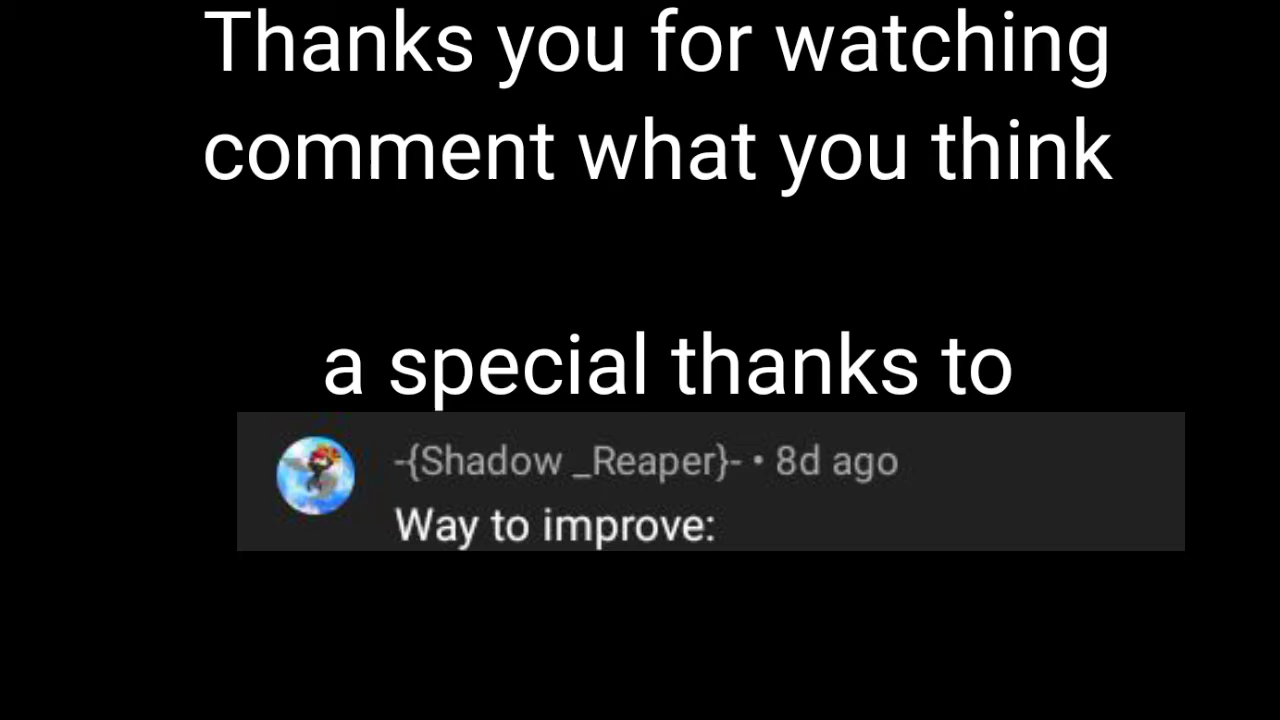 Thanks you for watching
comment what you think
a special thanks to
-{Shadow _Reaper}- • 8d ago
Way to improve: